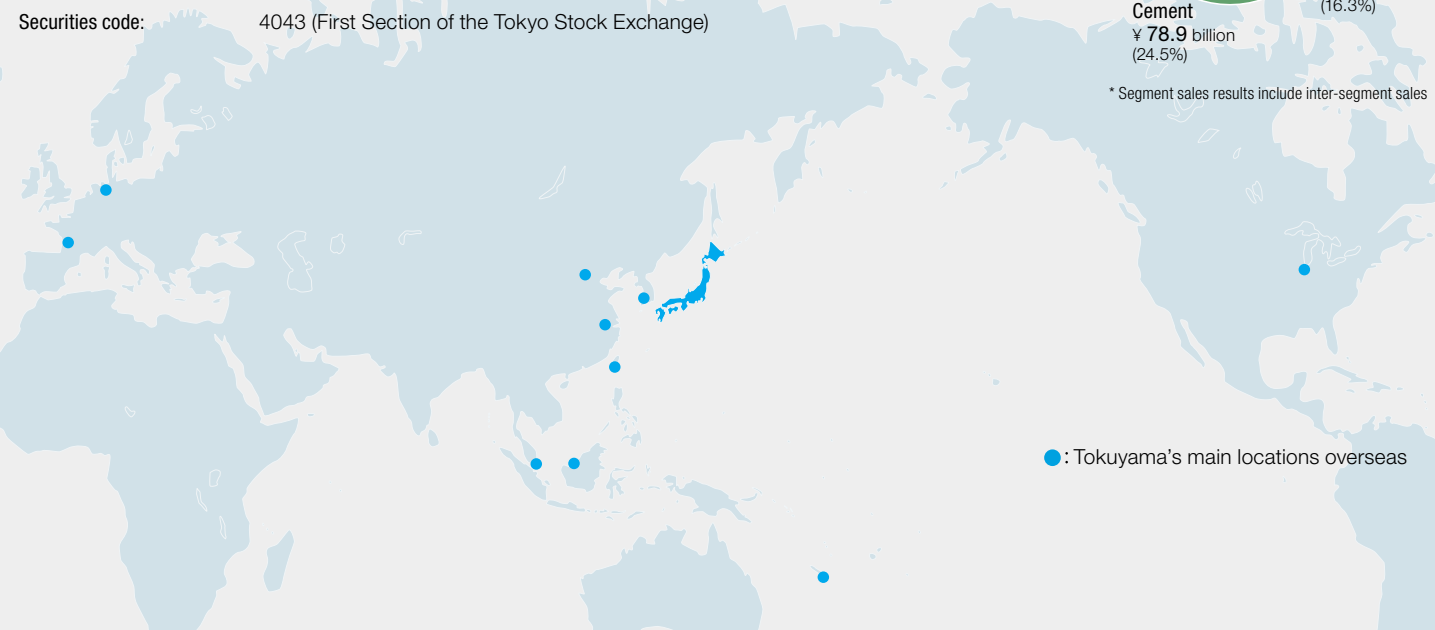 Securities code: 4043 (First Section of the Tokyo Stock Exchange)
(16.3%)
Cement
¥ 78.9 billion
(24.5%)
* Segment sales results include inter-segment sales
: Tokuyama's main locations overseas